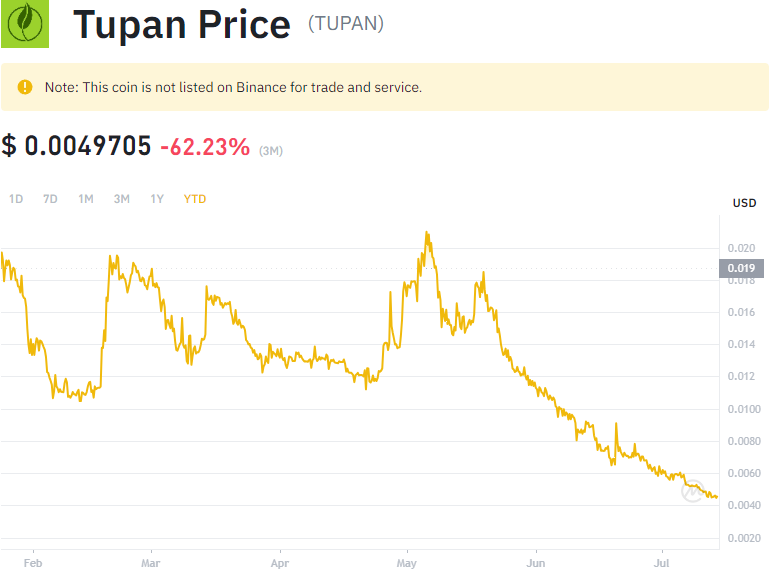 Tupan Price (TUPAN)
Note: This coin is not listed on Binance for trade and service.
$ 0.0049705 -62.23% (3M)
1D 7D 1M 3M 1Y YTD
USD
0.020
0.019
0.018
0.016
0.014
0.012
0.0100
0.0080
0.0060
0.0040
0.0020
Feb Mar Apr May Jun Jul